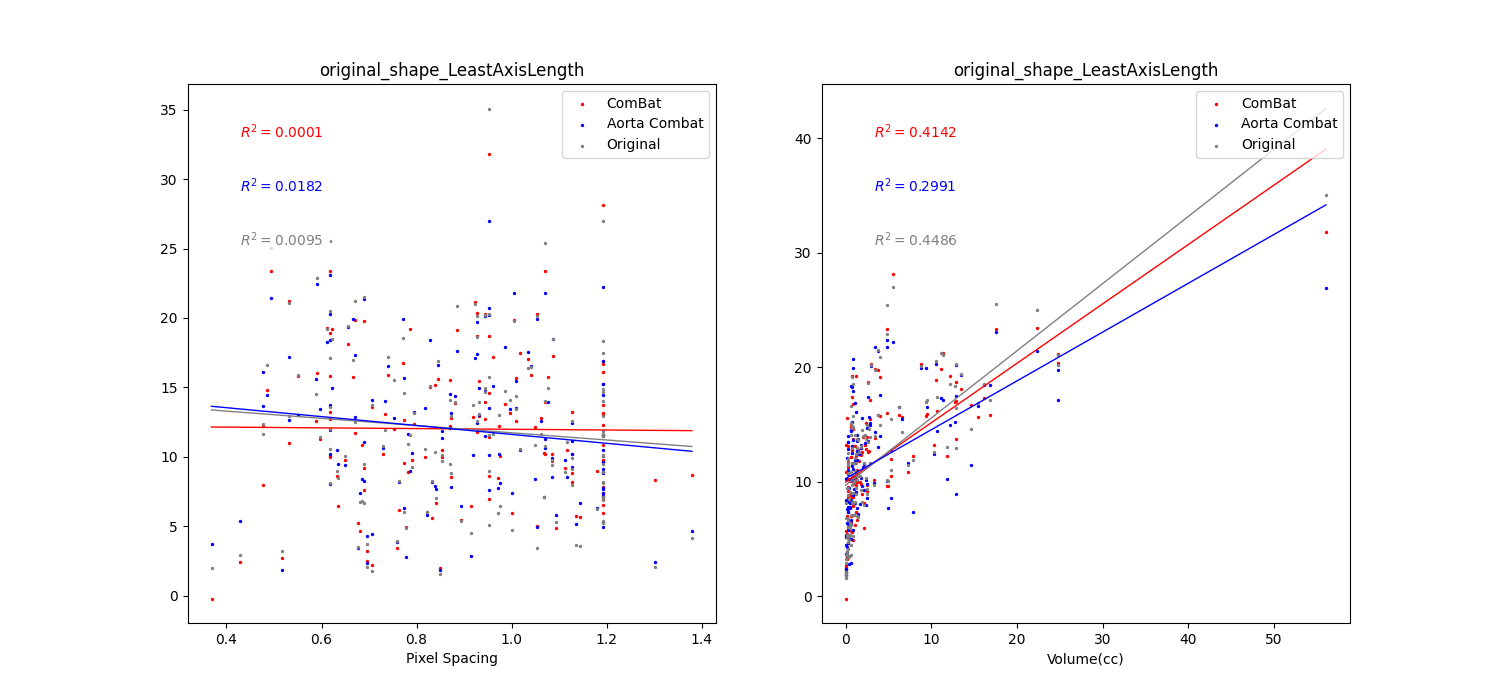 original_shape_LeastAxisLength
35
30
25
20
15
10
5
0
R² = 0.0001
R² = 0.0182
R² = 0.0095
ComBat
Aorta Combat
Original
0.4 0.6 0.8 1.0 1.2 1.4
Pixel Spacing
original_shape_LeastAxisLength
40
30
20
10
0
R² = 0.4142
R² = 0.2991
R² = 0.4486
ComBat
Aorta Combat
Original
0 10 20 30 40 50
Volume(cc)